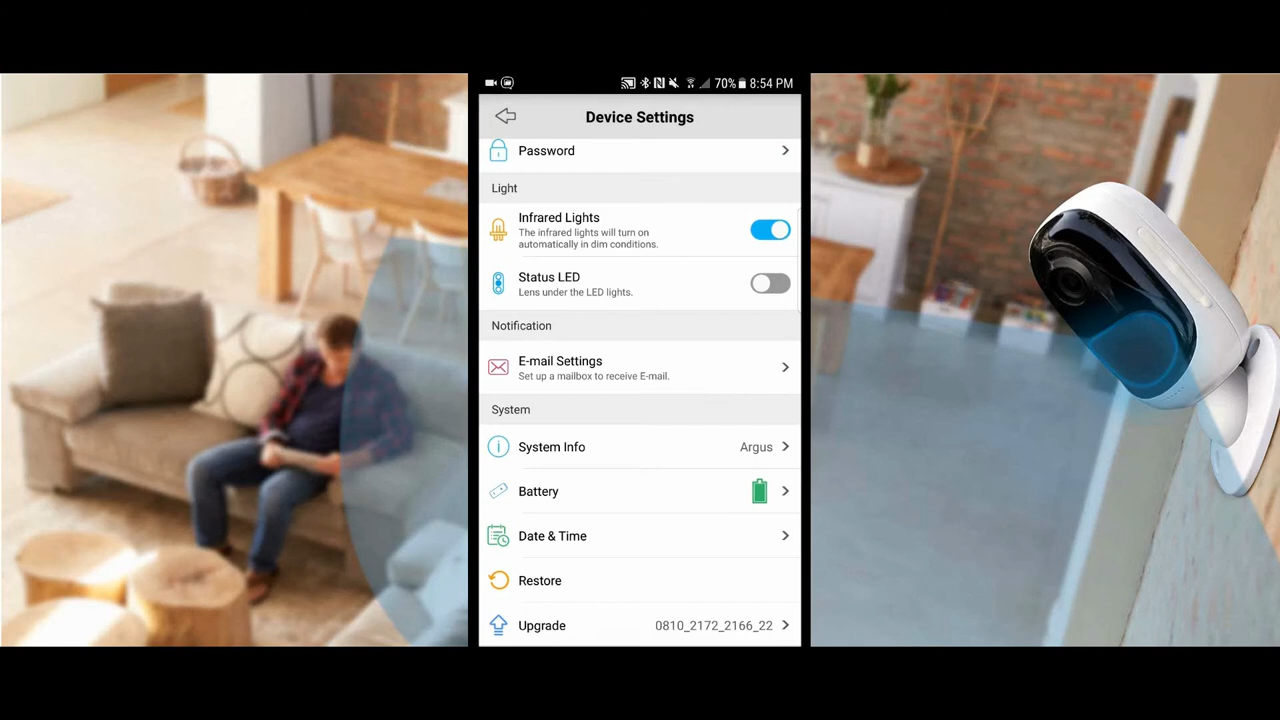 70% 8:54 PM
Device Settings
Password
Light
Infrared Lights
The infrared lights will turn on
automatically in dim conditions.
Status LED
Lens under the LED lights.
Notification
E-mail Settings
Set up a mailbox to receive E-mail.
System
System Info Argus
Battery
Date & Time
Restore
Upgrade 0810_2172_2166_22